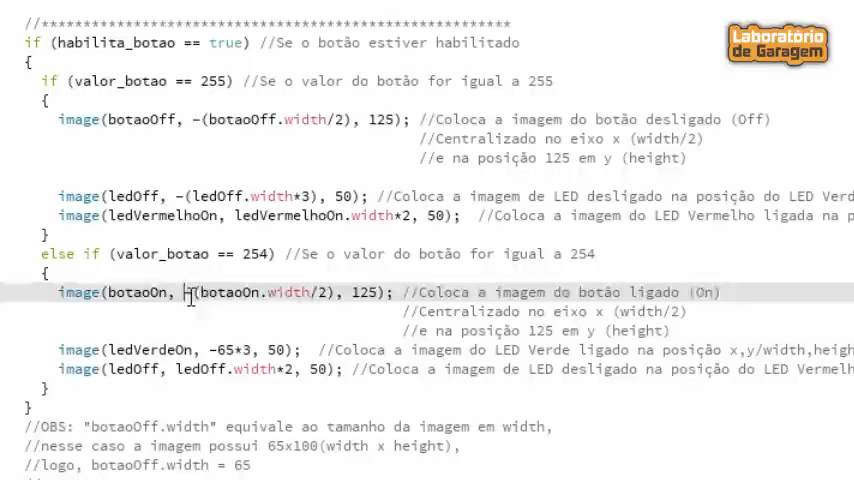 //*******************************************************
Laboratório
de Garagem
if (habilita_botao == true) //Se o botão estiver habilitado
{
if (valor_botao == 255) //Se o valor do botão for igual a 255
{
image(botaoOff, -(botaoOff.width/2), 125); //Coloca a imagem do botão desligado (Off)
//Centralizado no eixo x (width/2)
//e na posição 125 em y (height)
image(ledOff, -(ledOff.width*3), 50); //Coloca a imagem de LED desligado na posição do LED Verd
image(ledVermelhoOn, ledVermelhoOn.width*2, 50); //Coloca a imagem do LED Vermelho ligada na p
}
else if (valor_botao == 254) //Se o valor do botão for igual a 254
{
image(botaoOn, -(botaoOn.width/2), 125); //Coloca a imagem do botão ligado (On)
//Centralizado no eixo x (width/2)
//e na posição 125 em y (height)
image(ledVerdeOn, -65*3, 50); //Coloca a imagem do LED Verde ligado na posição x,y/width,heigh
image(ledOff, ledOff.width*2, 50); //Coloca a imagem de LED desligado na posição do LED Vermelh
}
}
//OBS: "botaoOff.width" equivale ao tamanho da imagem em width,
//nesse caso a imagem possui 65x100(width x height),
//logo, botaoOff.width = 65